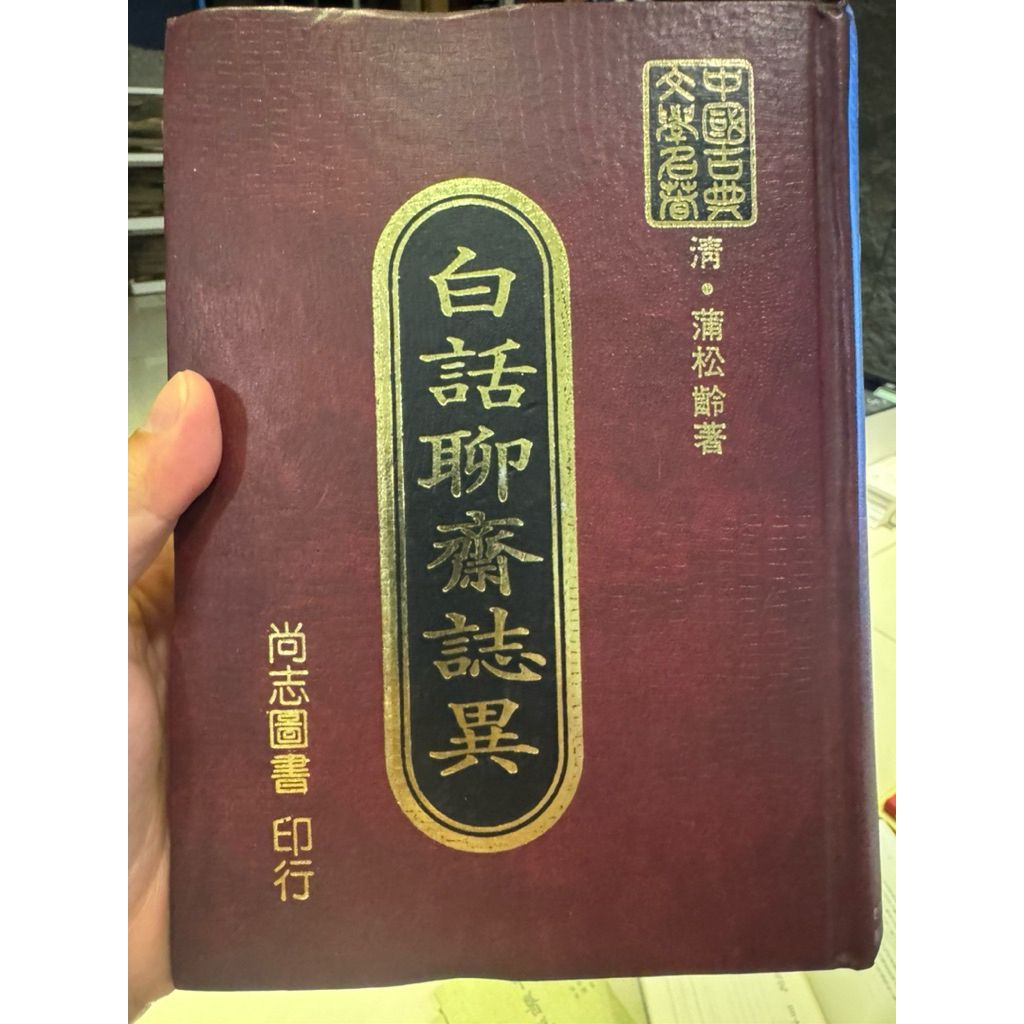 中國古典
文學名著
清·蒲松齡著
白話聊齋誌異
尚志圖書 印行